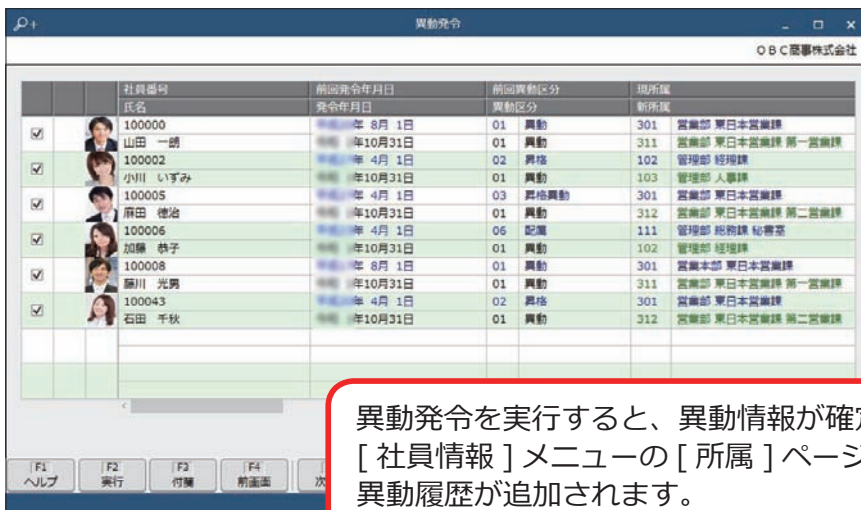 異動発令
OBC商事株式会社
社員番号 前回発令年月日 前回異動区分 現所属
氏名 発令年月日 異動区分 新所属
100000 年 8月 1日 01 異動 301 営業部 東日本営業課
山田 一朗 年10月31日 01 異動 311 営業部 東日本営業課 第一営業課
100002 年 4月 1日 02 昇格 102 管理部 経理課
小川 いずみ 年10月31日 01 異動 103 管理部 人事課
100005 年 4月 1日 03 昇格異動 301 営業部 東日本営業課
麻田 徳治 年10月31日 01 異動 312 営業部 東日本営業課 第二営業課
100006 年 4月 1日 06 配属 111 管理部 総務課 秘書室
加藤 恭子 年10月31日 01 異動 102 管理部 経理課
100008 年 8月 1日 01 異動 301 営業本部 東日本営業課
藤川 光男 年10月31日 01 異動 311 営業部 東日本営業課 第一営業課
100043 年 4月 1日 02 昇格 301 営業部 東日本営業課
石田 千秋 年10月31日 01 異動 312 営業部 東日本営業課 第二営業課
異動発令を実行すると、異動情報が確定
[ 社員情報 ] メニューの [ 所属 ] ページ
異動履歴が追加されます。
F1 F2 F3 F4
ヘルプ 実行 付箋 前画面 次